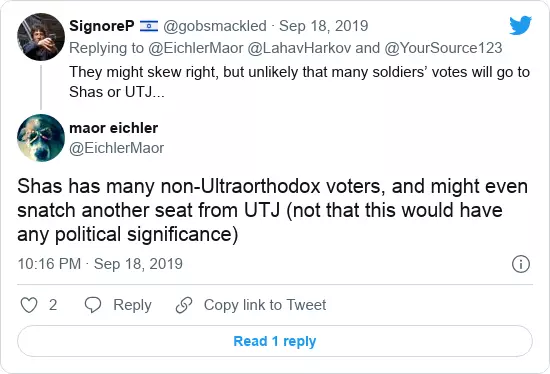 SignoreP 🇮🇱 @gobsmackled · Sep 18, 2019
Replying to @EichlerMaor @LahavHarkov and @YourSource123
They might skew right, but unlikely that many soldiers’ votes will go to
Shas or UTJ...
maor eichler
@EichlerMaor
Shas has many non-Ultraorthodox voters, and might even
snatch another seat from UTJ (not that this would have
any political significance)
10:16 PM · Sep 18, 2019
2 Reply Copy link to Tweet
Read 1 reply